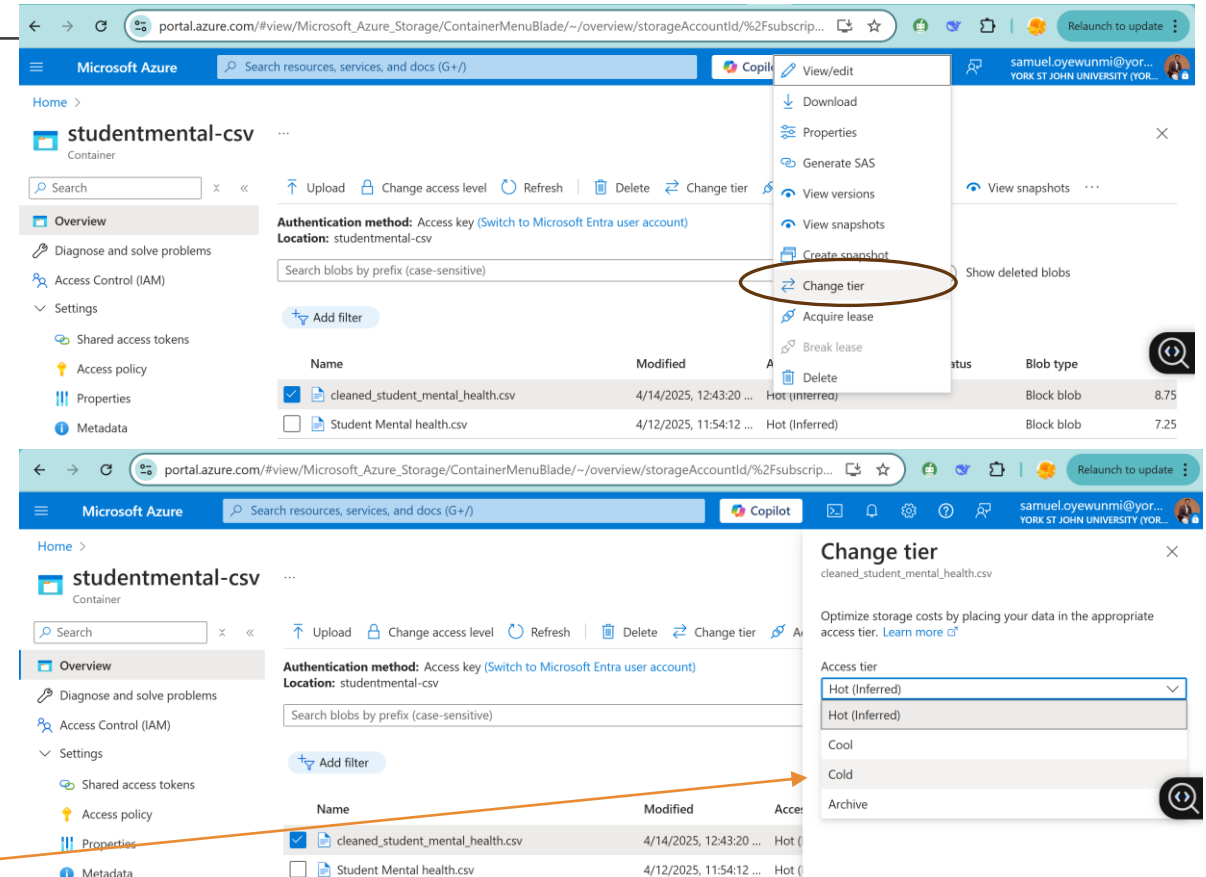 portal.azure.com/#view/Microsoft_Azure_Storage/ContainerMenuBlade/~/overview/storageAccountId/%2Fsubscrip...
Relaunch to update
Microsoft Azure
Search resources, services, and docs (G+/)
samuel.oyewunmi@yor...
YORK ST JOHN UNIVERSITY (YOR...
Home >
studentmental-csv
...
Container
Search
Upload
Change access level
Refresh
Delete
Change tier
View snapshots
...
Overview
Diagnose and solve problems
Access Control (IAM)
Settings
Shared access tokens
Access policy
Properties
Metadata
Authentication method: Access key (Switch to Microsoft Entra user account)
Location: studentmental-csv
Search blobs by prefix (case-sensitive)
Show deleted blobs
Add filter
View/edit
Download
Properties
Generate SAS
View versions
View snapshots
Create snapshot
Change tier
Acquire lease
Break lease
Delete
Name Modified Blob type
cleaned_student_mental_health.csv 4/14/2025, 12:43:20 ... Hot (Inferred) Block blob 8.75
Student Mental health.csv 4/12/2025, 11:54:12 ... Hot (Inferred) Block blob 7.25
portal.azure.com/#view/Microsoft_Azure_Storage/ContainerMenuBlade/~/overview/storageAccountId/%2Fsubscrip...
Relaunch to update
Microsoft Azure
Search resources, services, and docs (G+/)
Copilot
samuel.oyewunmi@yor...
YORK ST JOHN UNIVERSITY (YOR...
Home >
studentmental-csv
...
Container
Search
Upload
Change access level
Refresh
Delete
Change tier
Overview
Diagnose and solve problems
Access Control (IAM)
Settings
Shared access tokens
Access policy
Properties
Metadata
Authentication method: Access key (Switch to Microsoft Entra user account)
Location: studentmental-csv
Search blobs by prefix (case-sensitive)
Add filter
Name Modified
cleaned_student_mental_health.csv 4/14/2025, 12:43:20 ... Hot (
Student Mental health.csv 4/12/2025, 11:54:12 ... Hot (
Change tier
cleaned_student_mental_health.csv
Optimize storage costs by placing your data in the appropriate
access tier. Learn more
Access tier
Hot (Inferred)
Hot (Inferred)
Cool
Cold
Archive